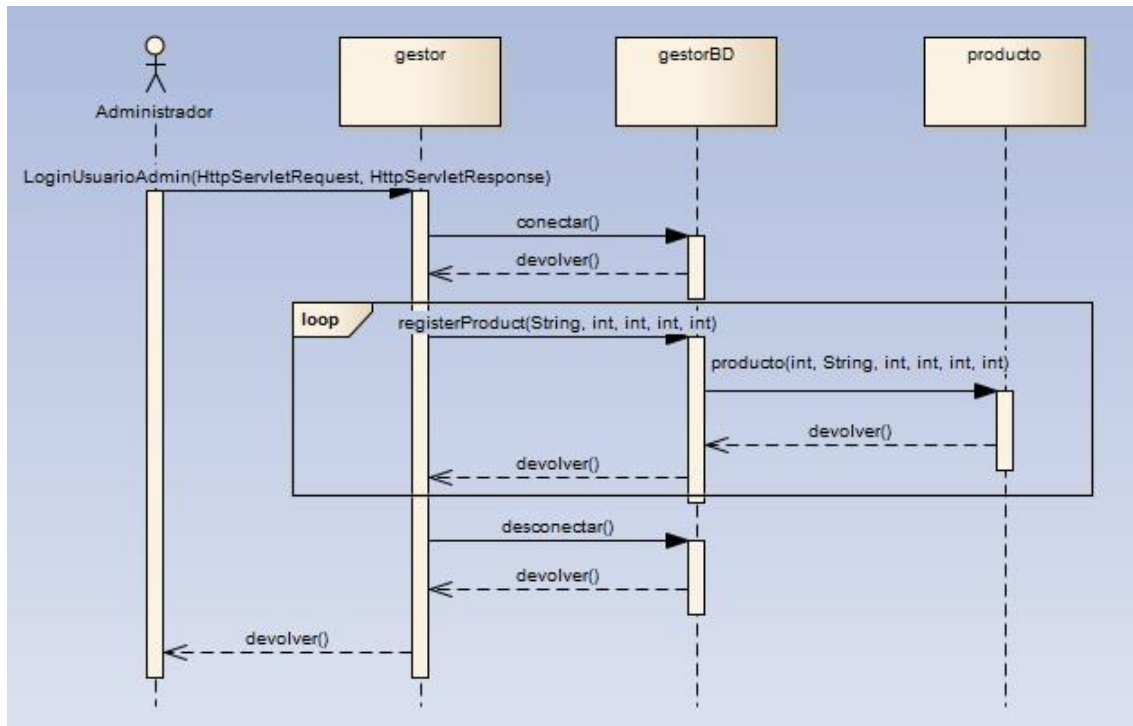 gestor
gestorBD
producto
Administrador
LoginUsuarioAdmin(HttpServletRequest, HttpServletResponse)
conectar()
devolver()
loop
registerProduct(String, int, int, int, int)
producto(int, String, int, int, int, int)
devolver()
devolver()
desconectar()
devolver()
devolver()